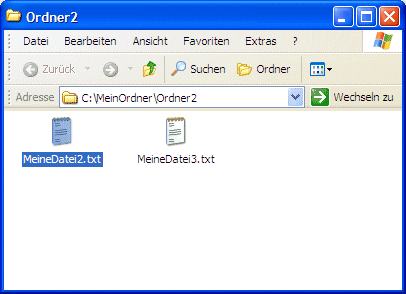 Ordner2
Datei Bearbeiten Ansicht Favoriten Extras ?
Zurück Suchen Ordner
Adresse C:\MeinOrdner\Ordner2 Wechseln zu
MeineDatei2.txt MeineDatei3.txt